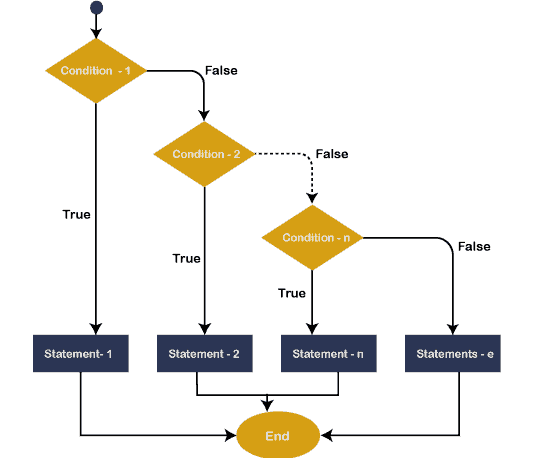 Condition - 1
False
Condition - 2
False
Condition - n
True
False
True
True
Statement- 1
Statement - 2
Statement - n
Statements - e
End